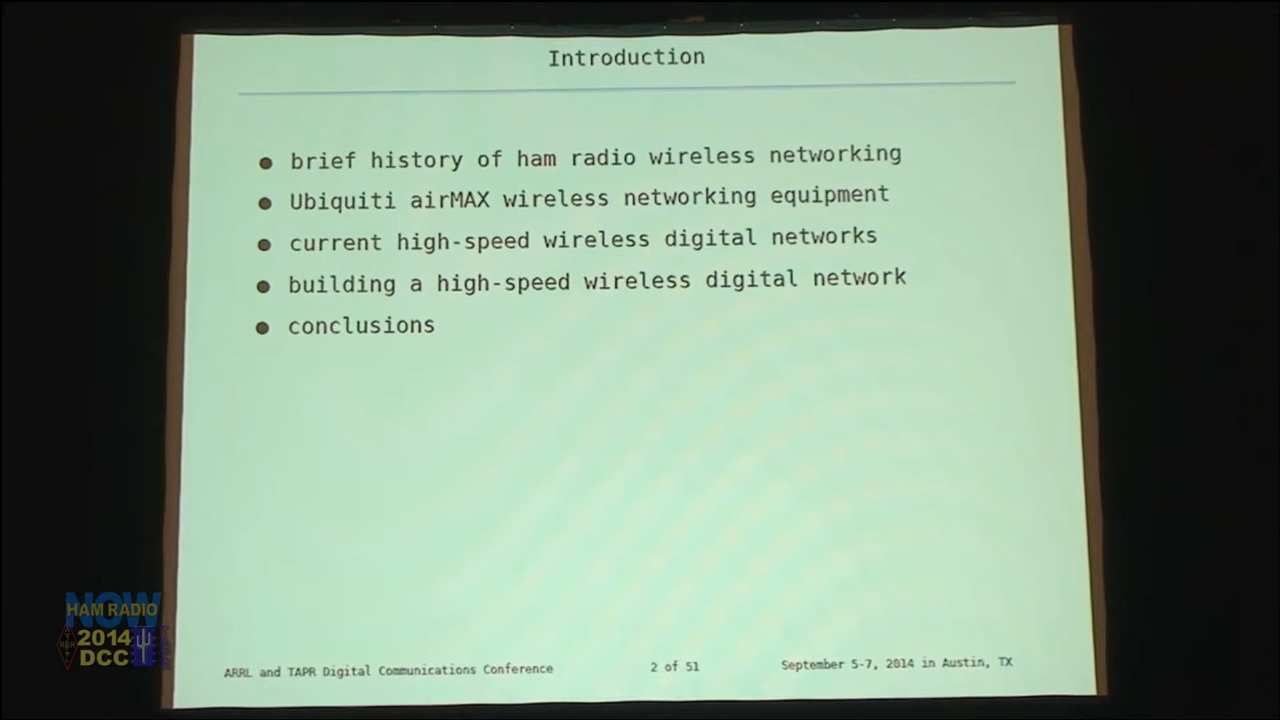 Introduction
● brief history of ham radio wireless networking
● Ubiquiti airMAX wireless networking equipment
● current high-speed wireless digital networks
● building a high-speed wireless digital network
● conclusions
ARRL and TAPR Digital Communications Conference 2 of 51 September 5-7, 2014 in Austin, TX
NOW
HAM RADIO
2014
DCC